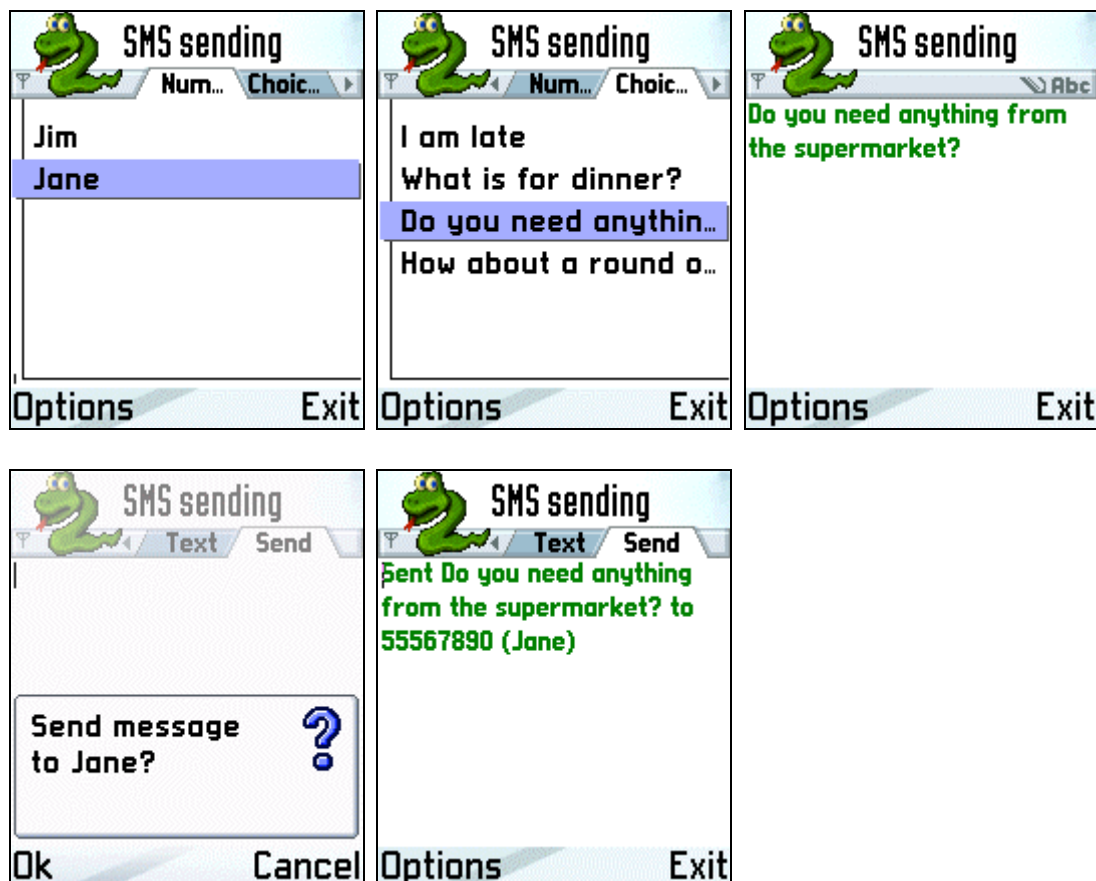 SMS sending
Num... Choic...
Jim
Jane
Options Exit
SMS sending
Num... Choic...
I am late
What is for dinner?
Do you need anythin...
How about a round o...
Options Exit
SMS sending
Abc
Do you need anything from
the supermarket?
Options Exit
SMS sending
Text Send
Send message
to Jane?
Ok Cancel
SMS sending
Text Send
Sent Do you need anything
from the supermarket? to
55567890 (Jane)
Options Exit